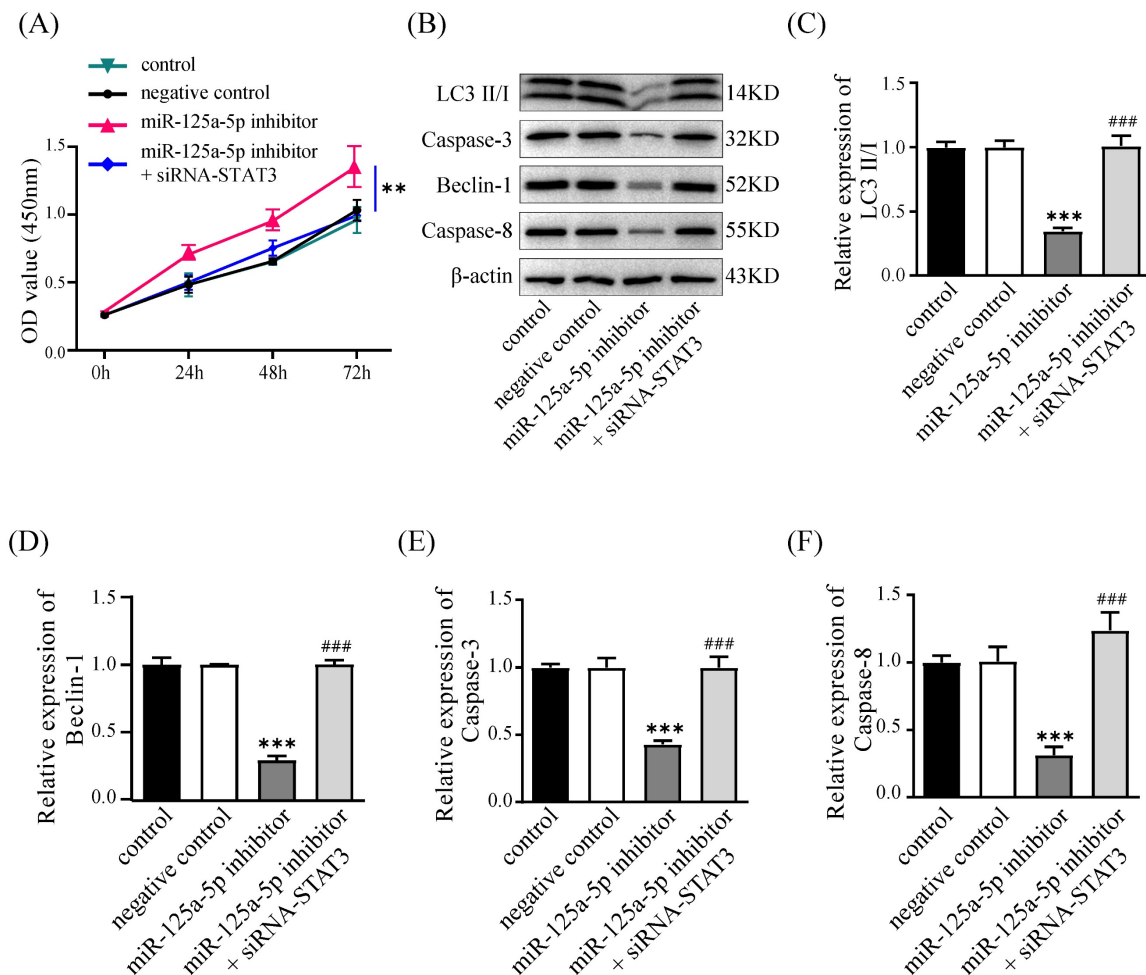 (A)
control
negative control
miR-125a-5p inhibitor
miR-125a-5p inhibitor
+ siRNA-STAT3
OD value (450nm)
1.5
1.0
0.5
0.0
0h
24h
48h
72h
**
(B)
LC3 II/I
14KD
Caspase-3
32KD
Beclin-1
52KD
Caspase-8
55KD
β-actin
43KD
control
negative control
miR-125a-5p inhibitor
miR-125a-5p inhibitor
+ siRNA-STAT3
(C)
Relative expression of
LC3 II/I
1.5
1.0
0.5
0.0
***
###
control
negative control
miR-125a-5p inhibitor
miR-125a-5p inhibitor
+ siRNA-STAT3
(D)
Relative expression of
Beclin-1
1.5
1.0
0.5
0.0
***
###
control
negative control
miR-125a-5p inhibitor
miR-125a-5p inhibitor
+ siRNA-STAT3
(E)
Relative expression of
Caspase-3
1.5
1.0
0.5
0.0
***
###
control
negative control
miR-125a-5p inhibitor
miR-125a-5p inhibitor
+ siRNA-STAT3
(F)
Relative expression of
Caspase-8
1.5
1.0
0.5
0.0
***
###
control
negative control
miR-125a-5p inhibitor
miR-125a-5p inhibitor
+ siRNA-STAT3